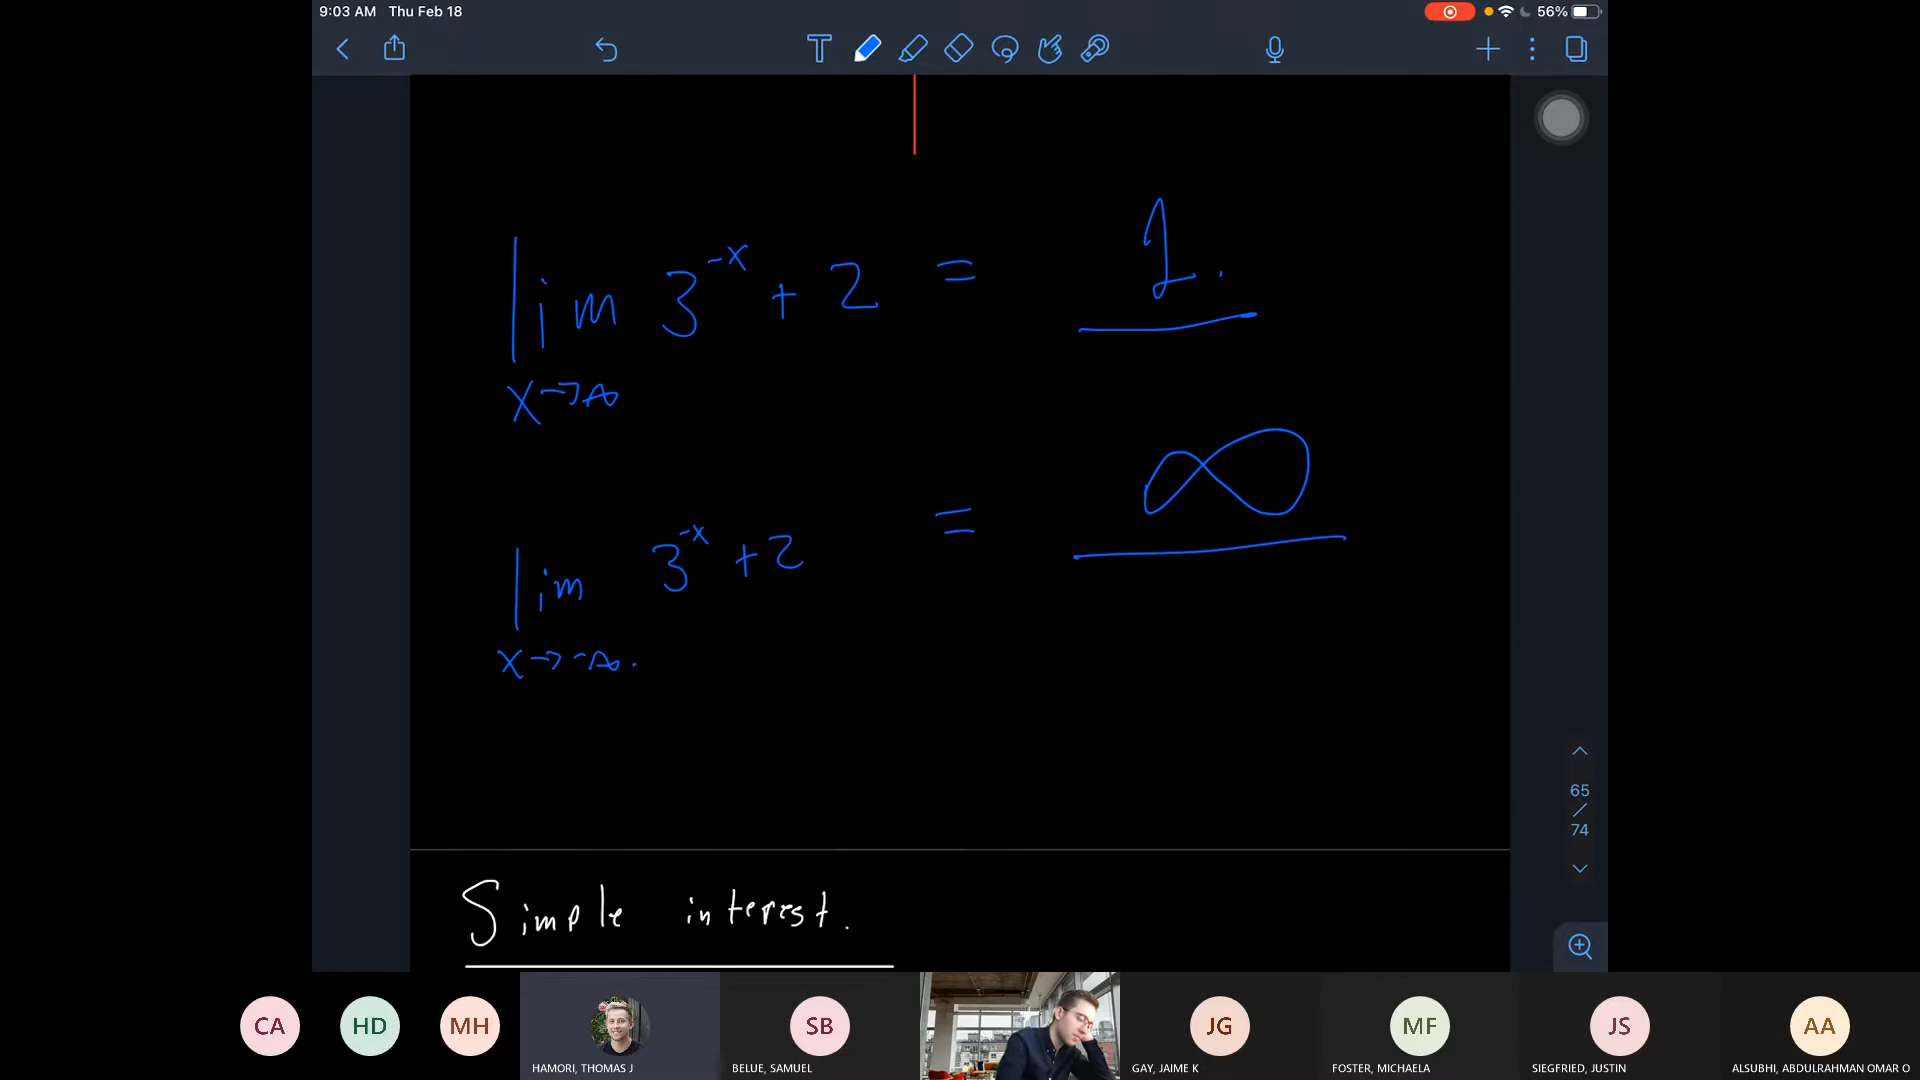 9:03 AM Thu Feb 18
56%
lim 3^-x + 2 = 2.
x→∞
lim 3^-x + 2 = ∞
x→-∞.
65
/
74
Simple interest.
CA
HD
MH
HAMORI, THOMAS J
SB
BELUE, SAMUEL
JG
GAY, JAIME K
MF
FOSTER, MICHAELA
JS
SIEGFRIED, JUSTIN
AA
ALSUBHI, ABDULRAHMAN OMAR O